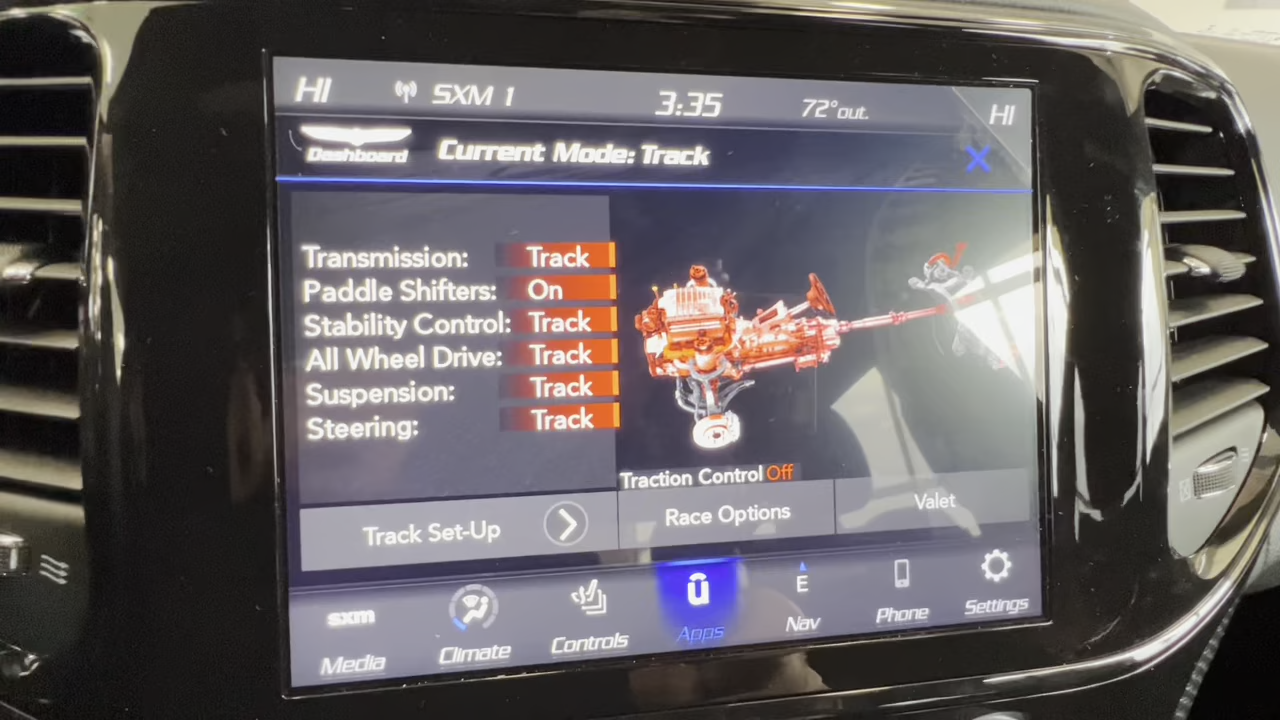 HI SXM 1 3:35 72° out. HI
Dashboard Current Mode: Track
Transmission: Track
Paddle Shifters: On
Stability Control: Track
All Wheel Drive: Track
Suspension: Track
Steering: Track
Traction Control Off
Track Set-Up Race Options Valet
sxm û E
Media Climate Controls Apps Nav Phone Settings